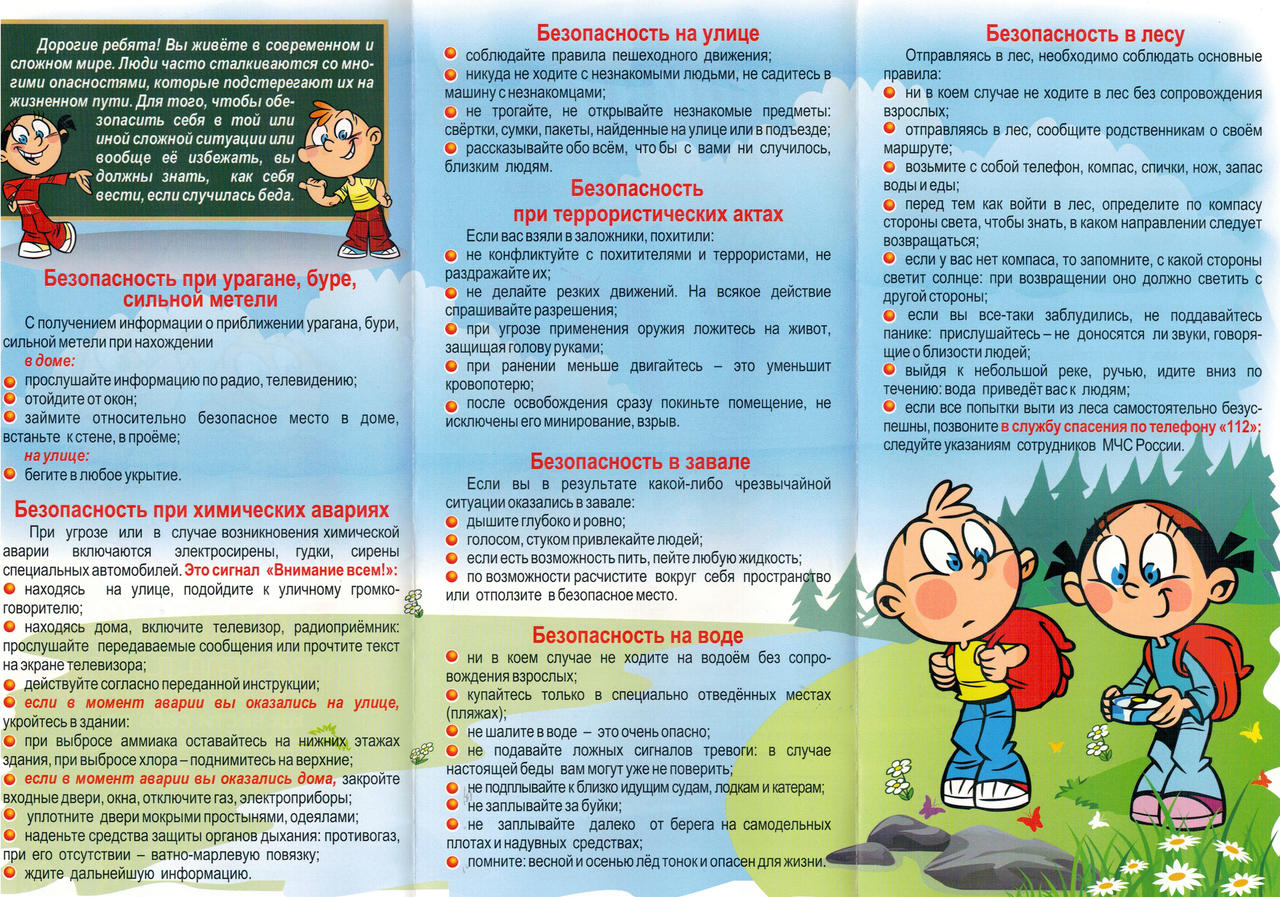 Дорогие ребята! Вы живёте в современном и
сложном мире. Люди часто сталкиваются со мно-
гими опасностями, которые подстерегают их на
жизненном пути. Для того, чтобы обе-
зопасить себя в той или
иной сложной ситуации или
вообще её избежать, вы
должны знать, как себя
вести, если случилась беда.
Безопасность при урагане, буре,
сильной метели
С получением информации о приближении урагана, бури,
сильной метели при нахождении
в доме:
прослушайте информацию по радио, телевидению;
отойдите от окон;
займите относительно безопасное место в доме,
встаньте к стене, в проёме;
на улице:
бегите в любое укрытие.
Безопасность при химических авариях
При угрозе или в случае возникновения химической
аварии включаются электросирены, гудки, сирены
специальных автомобилей. Это сигнал «Внимание всем!»:
находясь на улице, подойдите к уличному громко-
говорителю;
находясь дома, включите телевизор, радиоприёмник:
прослушайте передаваемые сообщения или прочтите текст
на экране телевизора;
действуйте согласно переданной инструкции;
если в момент аварии вы оказались на улице,
укройтесь в здании:
при выбросе аммиака оставайтесь на нижних этажах
здания, при выбросе хлора – поднимитесь на верхние;
если в момент аварии вы оказались дома, закройте
входные двери, окна, отключите газ, электроприборы;
уплотните двери мокрыми простынями, одеялами;
наденьте средства защиты органов дыхания: противогаз,
при его отсутствии – ватно-марлевую повязку;
ждите дальнейшую информацию.
Безопасность на улице
соблюдайте правила пешеходного движения;
никуда не ходите с незнакомыми людьми, не садитесь в
машину с незнакомцами;
не трогайте, не открывайте незнакомые предметы:
свёртки, сумки, пакеты, найденные на улице или в подъезде;
рассказывайте обо всём, что бы с вами ни случилось,
близким людям.
Безопасность
при террористических актах
Если вас взяли в заложники, похитили:
не конфликтуйте с похитителями и террористами, не
раздражайте их;
не делайте резких движений. На всякое действие
спрашивайте разрешения;
при угрозе применения оружия ложитесь на живот,
защищая голову руками;
при ранении меньше двигайтесь – это уменьшит
кровопотерю;
после освобождения сразу покиньте помещение, не
исключены его минирование, взрыв.
Безопасность в завале
Если вы в результате какой-либо чрезвычайной
ситуации оказались в завале:
дышите глубоко и ровно;
голосом, стуком привлекайте людей;
если есть возможность пить, пейте любую жидкость;
по возможности расчистите вокруг себя пространство
или отползите в безопасное место.
Безопасность на воде
ни в коем случае не ходите на водоём без сопро-
вождения взрослых;
купайтесь только в специально отведённых местах
(пляжах);
не шалите в воде – это очень опасно;
не подавайте ложных сигналов тревоги: в случае
настоящей беды вам могут уже не поверить;
не подплывайте к близко идущим судам, лодкам и катерам;
не заплывайте за буйки;
не заплывайте далеко от берега на самодельных
плотах и надувных средствах;
помните: весной и осенью лёд тонок и опасен для жизни.
Безопасность в лесу
Отправляясь в лес, необходимо соблюдать основные
правила:
ни в коем случае не ходите в лес без сопровождения
взрослых;
отправляясь в лес, сообщите родственникам о своём
маршруте;
возьмите с собой телефон, компас, спички, нож, запас
воды и еды;
перед тем как войти в лес, определите по компасу
стороны света, чтобы знать, в каком направлении следует
возвращаться;
если у вас нет компаса, то запомните, с какой стороны
светит солнце: при возвращении оно должно светить с
другой стороны;
если вы все-таки заблудились, не поддавайтесь
панике: прислушайтесь – не доносятся ли звуки, говоря-
щие о близости людей;
выйдя к небольшой реке, ручью, идите вниз по
течению: вода приведёт вас к людям;
если все попытки выти из леса самостоятельно безус-
пешны, позвоните в службу спасения по телефону «112»;
следуйте указаниям сотрудников МЧС России.